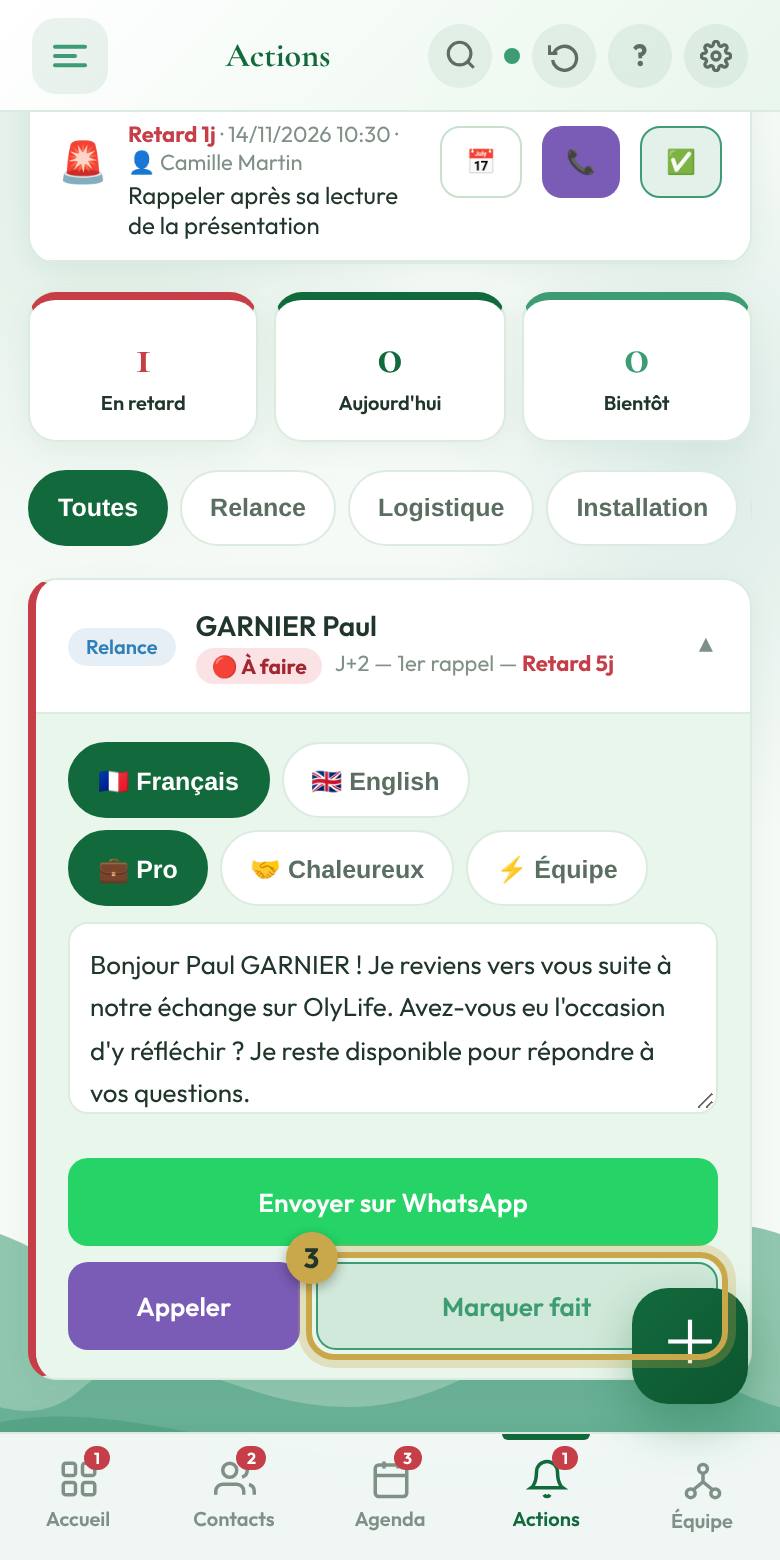 Actions
?
Retard 1j · 14/11/2026 10:30 ·
👤 Camille Martin
Rappeler après sa lecture
de la présentation
1
En retard
0
Aujourd'hui
0
Bientôt
Toutes
Relance
Logistique
Installation
GARNIER Paul
Relance
🔴 À faire
J+2 — 1er rappel — Retard 5j
▲
🇫🇷 Français
🇬🇧 English
💼 Pro
🤝 Chaleureux
⚡ Équipe
Bonjour Paul GARNIER ! Je reviens vers vous suite à
notre échange sur OlyLife. Avez-vous eu l'occasion
d'y réfléchir ? Je reste disponible pour répondre à
vos questions.
Envoyer sur WhatsApp
3
Appeler
Marquer fait
1
2
3
1
Accueil
Contacts
Agenda
Actions
Équipe